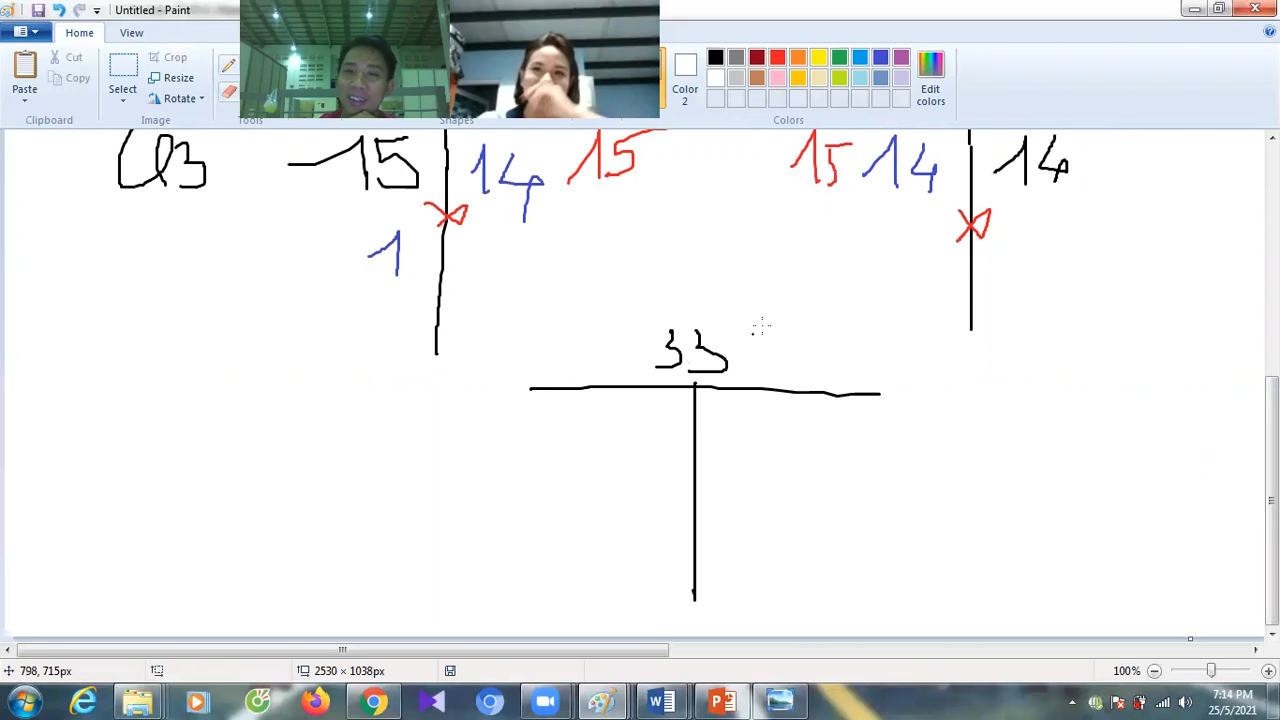 Untitled - Paint
Home View
Paste
Cut
Copy
Select
Crop
Resize
Rotate
Color
2
Edit
colors
Clipboard Image Tools Shapes Colors
-15 14 15 15 14 14
1
33
798, 715px 2530 × 1038px 100%
7:14 PM
25/5/2021